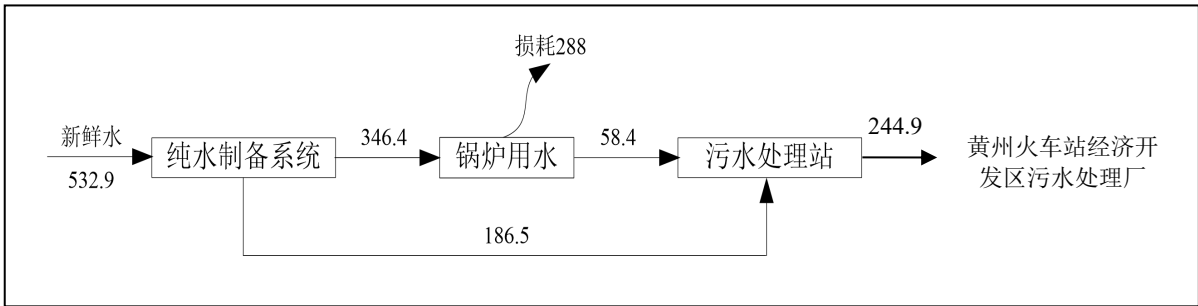 损耗288
新鲜水
532.9
纯水制备系统
346.4
锅炉用水
58.4
污水处理站
244.9
黄州火车站经济开
发区污水处理厂
186.5